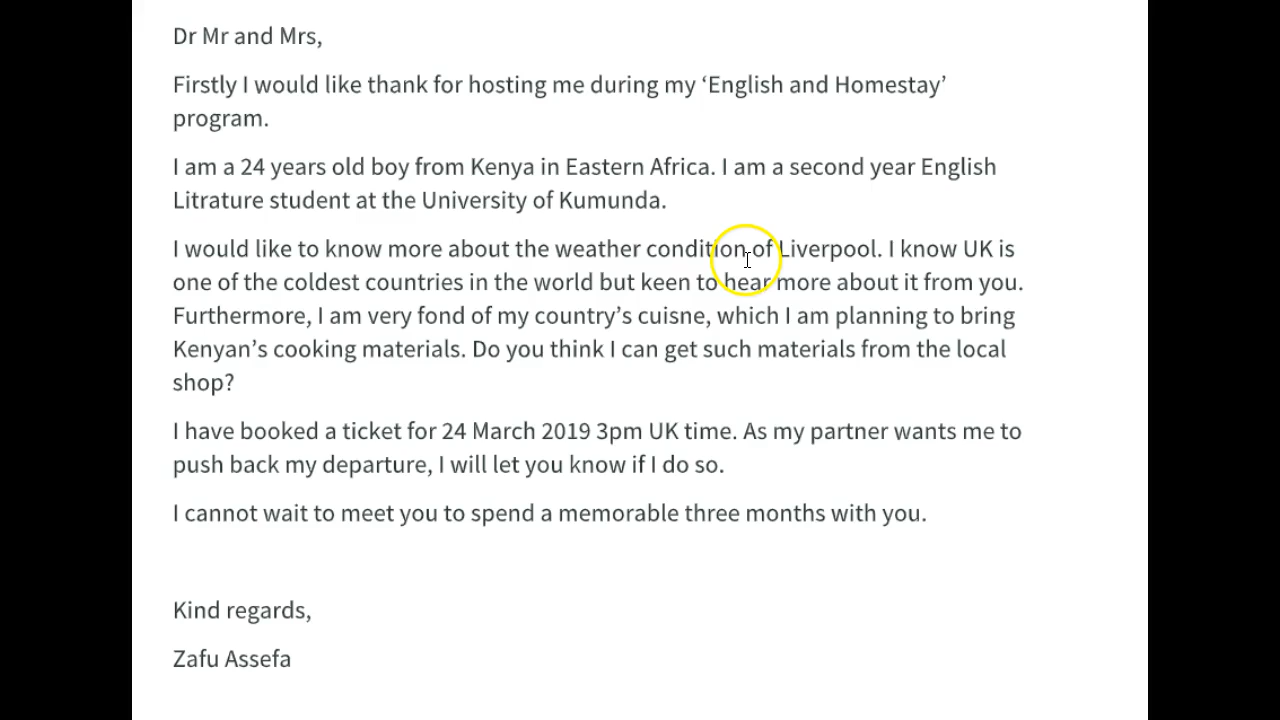 Dr Mr and Mrs,
Firstly I would like thank for hosting me during my ‘English and Homestay’
program.
I am a 24 years old boy from Kenya in Eastern Africa. I am a second year English
Litrature student at the University of Kumunda.
I would like to know more about the weather condition of Liverpool. I know UK is
one of the coldest countries in the world but keen to hear more about it from you.
Furthermore, I am very fond of my country’s cuisne, which I am planning to bring
Kenyan’s cooking materials. Do you think I can get such materials from the local
shop?
I have booked a ticket for 24 March 2019 3pm UK time. As my partner wants me to
push back my departure, I will let you know if I do so.
I cannot wait to meet you to spend a memorable three months with you.
Kind regards,
Zafu Assefa